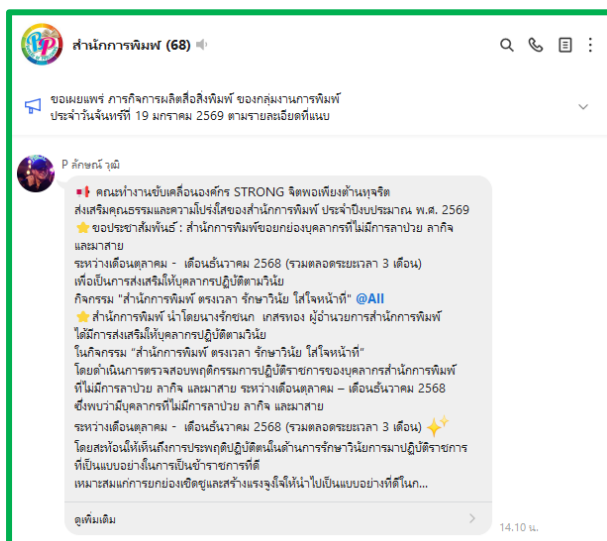 สำนักการพิมพ์ (68)
ขอเผยแพร่ ภารกิจการผลิตสื่อสิ่งพิมพ์ ของกลุ่มงานการพิมพ์
ประจำวันจันทร์ที่ 19 มกราคม 2569 ตามรายละเอียดที่แนบ
P ลักษณ์ วุฒิ
คณะทำงานขับเคลื่อนองค์กร STRONG จิตพอเพียงต้านทุจริต
ส่งเสริมคุณธรรมและความโปร่งใสของสำนักการพิมพ์ ประจำปีงบประมาณ พ.ศ. 2569
ขอประชาสัมพันธ์ : สำนักการพิมพ์ขอยกย่องบุคลากรที่ไม่มีการลาป่วย ลากิจ
และมาสาย
ระหว่างเดือนตุลาคม - เดือนธันวาคม 2568 (รวมตลอดระยะเวลา 3 เดือน)
เพื่อเป็นการส่งเสริมให้บุคลากรปฏิบัติตามวินัย
กิจกรรม "สำนักการพิมพ์ ตรงเวลา รักษาวินัย ใส่ใจหน้าที่" @All
สำนักการพิมพ์ นำโดยนางรักชนก เกสรทอง ผู้อำนวยการสำนักการพิมพ์
ได้มีการส่งเสริมให้บุคลากรปฏิบัติตามวินัย
ในกิจกรรม "สำนักการพิมพ์ ตรงเวลา รักษาวินัย ใส่ใจหน้าที่"
โดยดำเนินการตรวจสอบพฤติกรรมการปฏิบัติราชการของบุคลากรสำนักการพิมพ์
ที่ไม่มีการลาป่วย ลากิจ และมาสาย ระหว่างเดือนตุลาคม – เดือนธันวาคม 2568
ซึ่งพบว่ามีบุคลากรที่ไม่มีการลาป่วย ลากิจ และมาสาย
ระหว่างเดือนตุลาคม - เดือนธันวาคม 2568 (รวมตลอดระยะเวลา 3 เดือน)
โดยสะท้อนให้เห็นถึงการประพฤติปฏิบัติตนในด้านการรักษาวินัยการมาปฏิบัติราชการ
ที่เป็นแบบอย่างในการเป็นข้าราชการที่ดี
เหมาะสมแก่การยกย่องเชิดชูและสร้างแรงจูงใจให้นำไปเป็นแบบอย่างที่ดีในก...
ดูเพิ่มเติม
14.10 น.